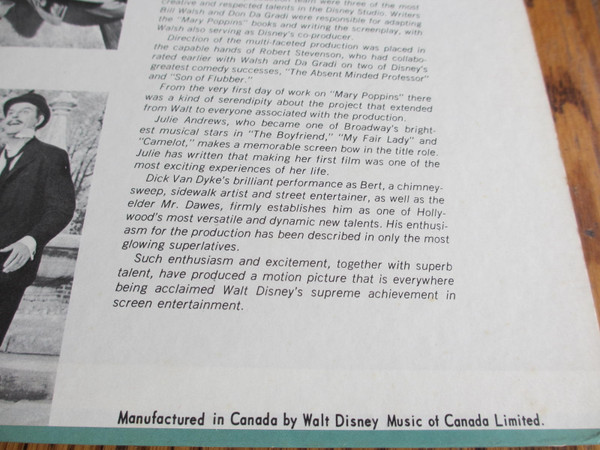 team were three of the most
creative and respected talents in the Disney Studio. Writers
Bill Walsh and Don Da Gradi were responsible for adapting
the "Mary Poppins" books and writing the screenplay, with
Walsh also serving as Disney's co-producer.
Direction of the multi-faceted production was placed in
the capable hands of Robert Stevenson, who had collabo-
rated earlier with Walsh and Da Gradi on two of Disney's
greatest comedy successes, "The Absent Minded Professor"
and "Son of Flubber."
From the very first day of work on "Mary Poppins" there
was a kind of serendipity about the project that extended
from Walt to everyone associated with the production.
Julie Andrews, who became one of Broadway's bright-
est musical stars in "The Boyfriend," "My Fair Lady" and
"Camelot," makes a memorable screen bow in the title role.
Julie has written that making her first film was one of the
most exciting experiences of her life.
Dick Van Dyke's brilliant performance as Bert, a chimney-
sweep, sidewalk artist and street entertainer, as well as the
elder Mr. Dawes, firmly establishes him as one of Holly-
wood's most versatile and dynamic new talents. His enthusi-
asm for the production has been described in only the most
glowing superlatives.
Such enthusiasm and excitement, together with superb
talent, have produced a motion picture that is everywhere
being acclaimed Walt Disney's supreme achievement in
screen entertainment.
Manufactured in Canada by Walt Disney Music of Canada Limited.